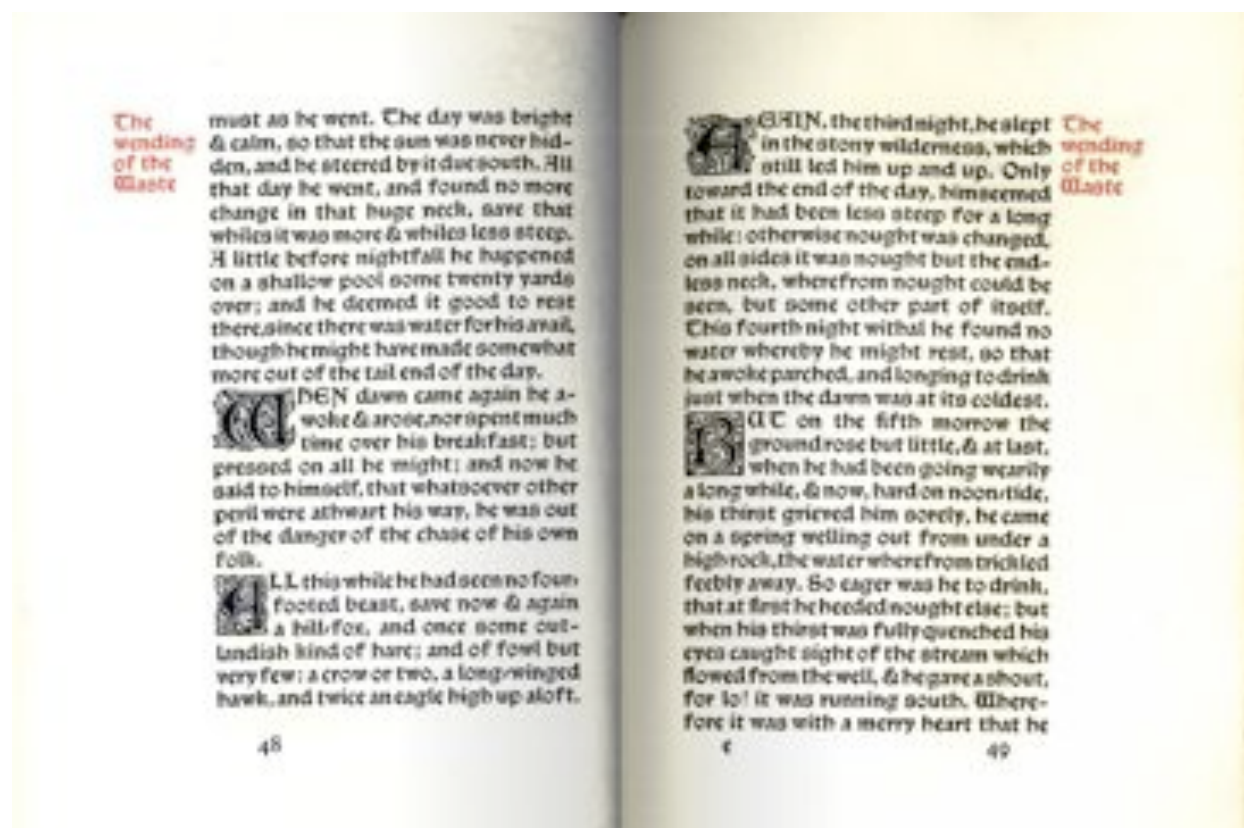 The
wending
of the
Waste
must as he went. The day was bright
& calm, so that the sun was never hid-
den, and he steered by it due south. All
that day he went, and found no more
change in that huge neck, save that
whiles it was more & whiles less steep.
A little before nightfall he happened
on a shallow pool some twenty yards
over; and he deemed it good to rest
there, since there was water for his avail,
though he might have made somewhat
more out of the tail end of the day.
WHEN dawn came again he a-
woke & arose, nor spent much
time over his breakfast; but
pressed on all he might; and now he
said to himself, that whatsoever other
peril were athwart his way, he was out
of the danger of the chase of his own
folk.
ALL this while he had seen no four-
footed beast, save now & again
a hill-fox, and once some out-
landish kind of hare; and of fowl but
very few: a crow or two, a long-winged
hawk, and twice an eagle high up aloft.
48
AGAIN, the third night, he slept
in the stony wilderness, which
still led him up and up. Only
toward the end of the day, himseemed
that it had been less steep for a long
while: otherwise nought was changed,
on all sides it was nought but the end-
less neck, wherefrom nought could be
seen, but some other part of itself.
This fourth night withal he found no
water whereby he might rest, so that
he awoke parched, and longing to drink
just when the dawn was at its coldest.
BUT on the fifth morrow the
ground rose but little, & at last,
when he had been going wearily
a long while, & now, hard on noon-tide,
his thirst grieved him sorely, he came
on a spring welling out from under a
high rock, the water wherefrom trickled
feebly away. So eager was he to drink,
that at first he heeded nought else; but
when his thirst was fully quenched his
eyes caught sight of the stream which
flowed from the well, & he gave a shout,
for lo! it was running south. Where-
fore it was with a merry heart that he
The
wending
of the
Waste
e
49